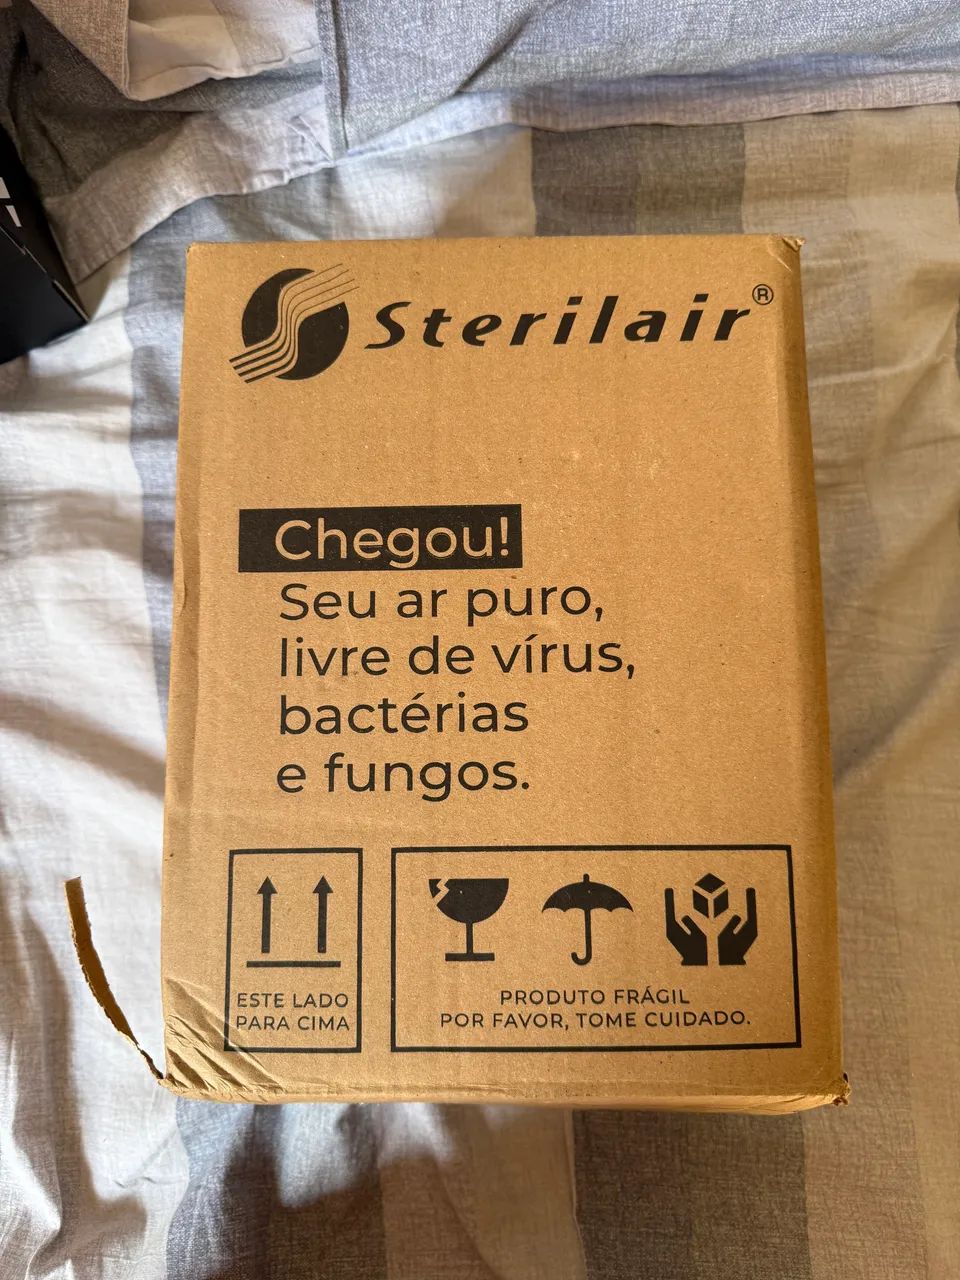 Sterilair®
Chegou!
Seu ar puro,
livre de vírus,
bactérias
e fungos.
ESTE LADO
PARA CIMA
PRODUTO FRÁGIL
POR FAVOR, TOME CUIDADO.